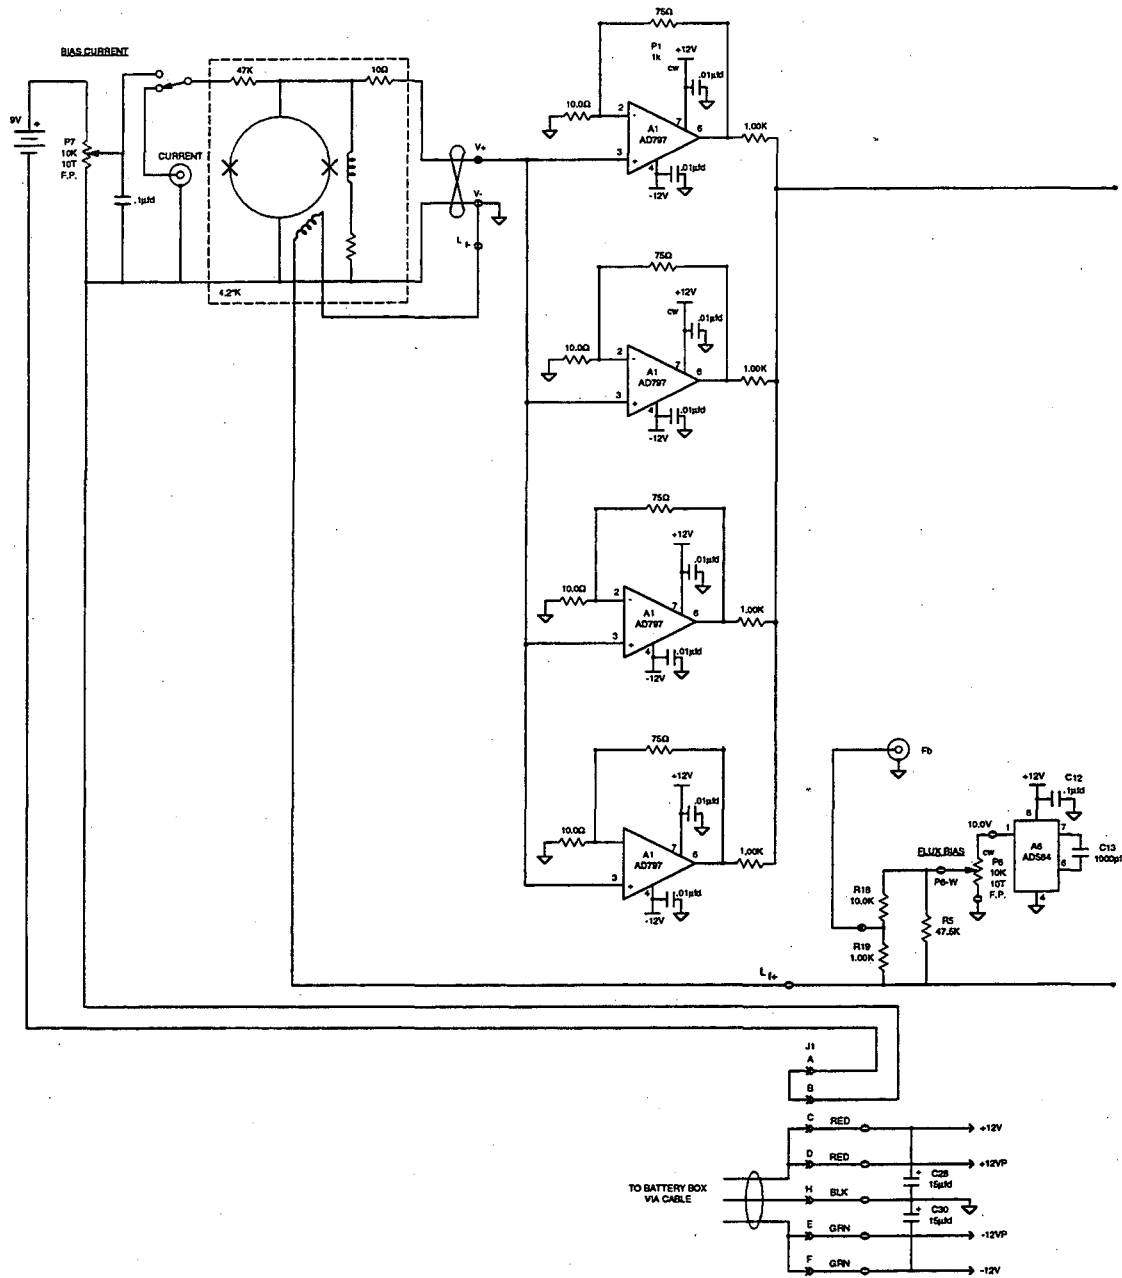 BIAS CURRENT
9V
+
P7
10K
10T
F.P.
.1µfd
CURRENT
47K
10Ω
4.2°K
V+
V-
L f-
75Ω
P1
1k
+12V
cw
.01µfd
10.0Ω
2
-
A1
AD797
7
6
3
+
4
.01µfd
-12V
1.00K
75Ω
+12V
cw
.01µfd
10.0Ω
2
-
A1
AD797
7
6
3
+
4
.01µfd
-12V
1.00K
75Ω
+12V
.01µfd
10.0Ω
2
-
A1
AD797
7
6
3
+
4
.01µfd
-12V
1.00K
75Ω
+12V
.01µfd
10.0Ω
2
-
A1
AD797
7
6
3
+
4
.01µfd
-12V
1.00K
Fb
+12V
C12
.1µfd
8
10.0V
1
7
A6
AD584
C13
1000pf
6
4
FLUX BIAS
cw
P6
10K
10T
F.P.
P6-W
R18
10.0K
R5
47.5K
R19
1.00K
L f+
J1
A
B
C RED +12V
D RED +12VP
+ C28
15µfd
TO BATTERY BOX
VIA CABLE
H BLK
+ C30
15µfd
E GRN -12VP
F GRN -12V